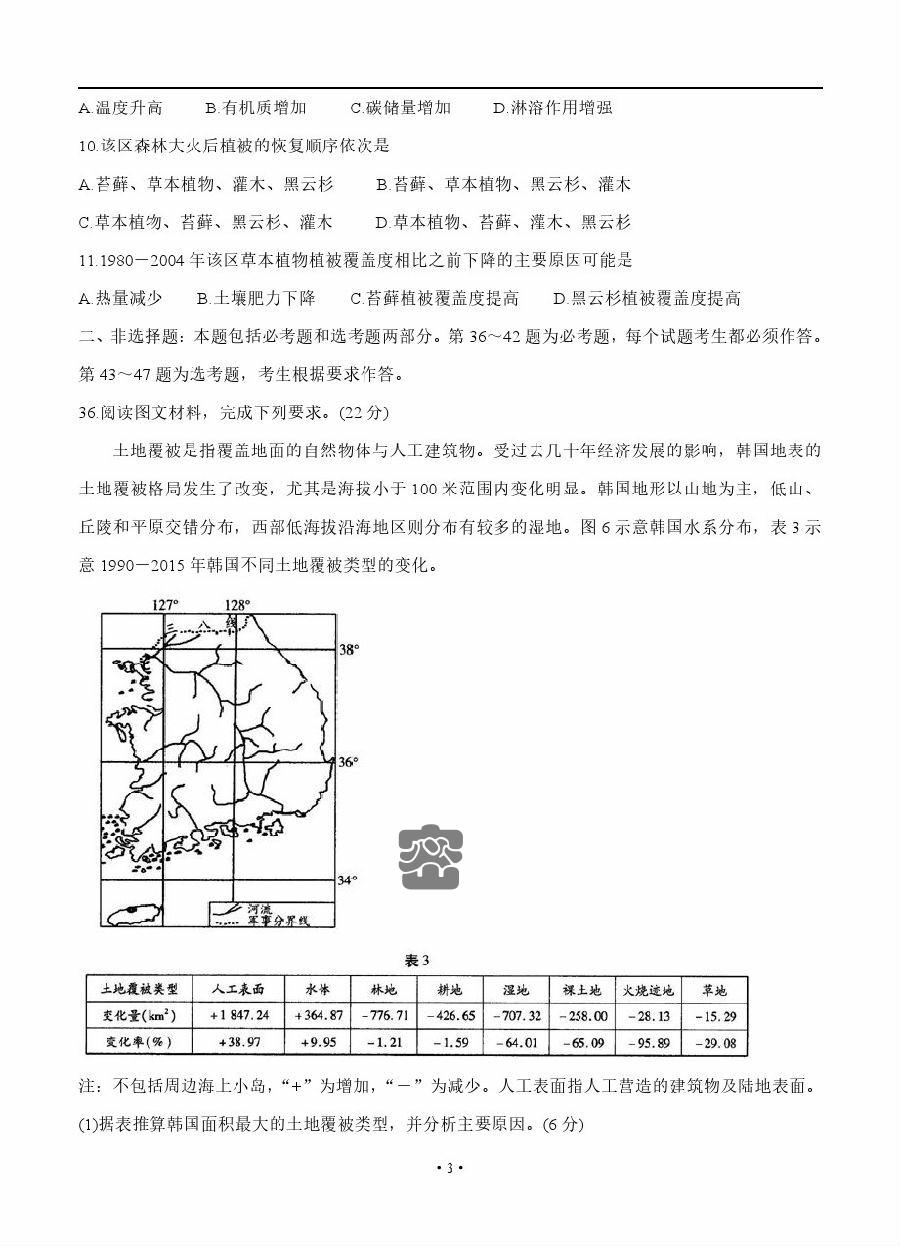 A.温度升高 B.有机质增加 C.碳储量增加 D.淋溶作用增强
10.该区森林大火后植被的恢复顺序依次是
A.苔藓、草本植物、灌木、黑云杉 B.苔藓、草本植物、黑云杉、灌木
C.草本植物、苔藓、黑云杉、灌木 D.草本植物、苔藓、灌木、黑云杉
11.1980－2004 年该区草本植物植被覆盖度相比之前下降的主要原因可能是
A.热量减少 B.土壤肥力下降 C.苔藓植被覆盖度提高 D.黑云杉植被覆盖度提高
二、非选择题：本题包括必考题和选考题两部分。第 36～42 题为必考题，每个试题考生都必须作答。
第 43～47 题为选考题，考生根据要求作答。
36.阅读图文材料，完成下列要求。(22 分)
土地覆被是指覆盖地面的自然物体与人工建筑物。受过去几十年经济发展的影响，韩国地表的
土地覆被格局发生了改变，尤其是海拔小于 100 米范围内变化明显。韩国地形以山地为主，低山、
丘陵和平原交错分布，西部低海拔沿海地区则分布有较多的湿地。图 6 示意韩国水系分布，表 3 示
意 1990－2015 年韩国不同土地覆被类型的变化。
127° 128°
三 八 线
38°
36°
34°
河流
军事分界线
表 3
土地覆被类型 人工表面 水体 林地 耕地 湿地 裸土地 火烧迹地 草地
变化量(km²) +1 847.24 +364.87 -776.71 -426.65 -707.32 -258.00 -28.13 -15.29
变化率(%) +38.97 +9.95 -1.21 -1.59 -64.01 -65.09 -95.89 -29.08
注：不包括周边海上小岛，“+”为增加，“－”为减少。人工表面指人工营造的建筑物及陆地表面。
(1)据表推算韩国面积最大的土地覆被类型，并分析主要原因。(6 分)
·3·